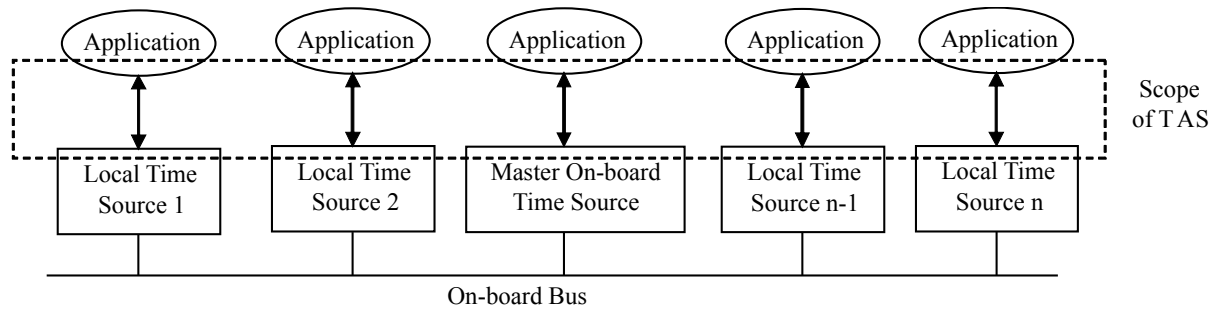 Application
Application
Application
Application
Application
Scope
of TAS
Local Time
Source 1
Local Time
Source 2
Master On-board
Time Source
Local Time
Source n-1
Local Time
Source n
On-board Bus